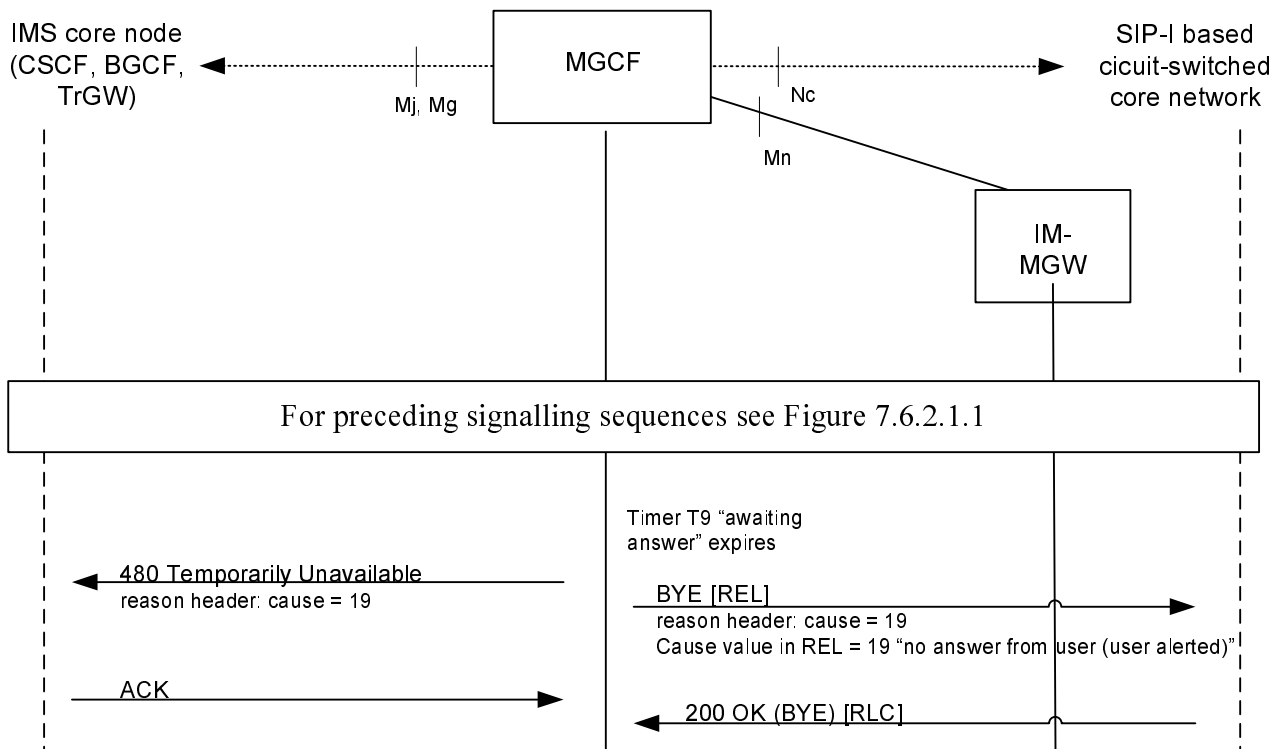 IMS core node
(CSCF, BGCF,
TrGW)
MGCF
SIP-I based
cicuit-switched
core network
Mj, Mg
Nc
Mn
IM-
MGW
For preceding signalling sequences see Figure 7.6.2.1.1
Timer T9 “awaiting
answer” expires
480 Temporarily Unavailable
reason header: cause = 19
BYE [REL]
reason header: cause = 19
Cause value in REL = 19 “no answer from user (user alerted)”
ACK
200 OK (BYE) [RLC]